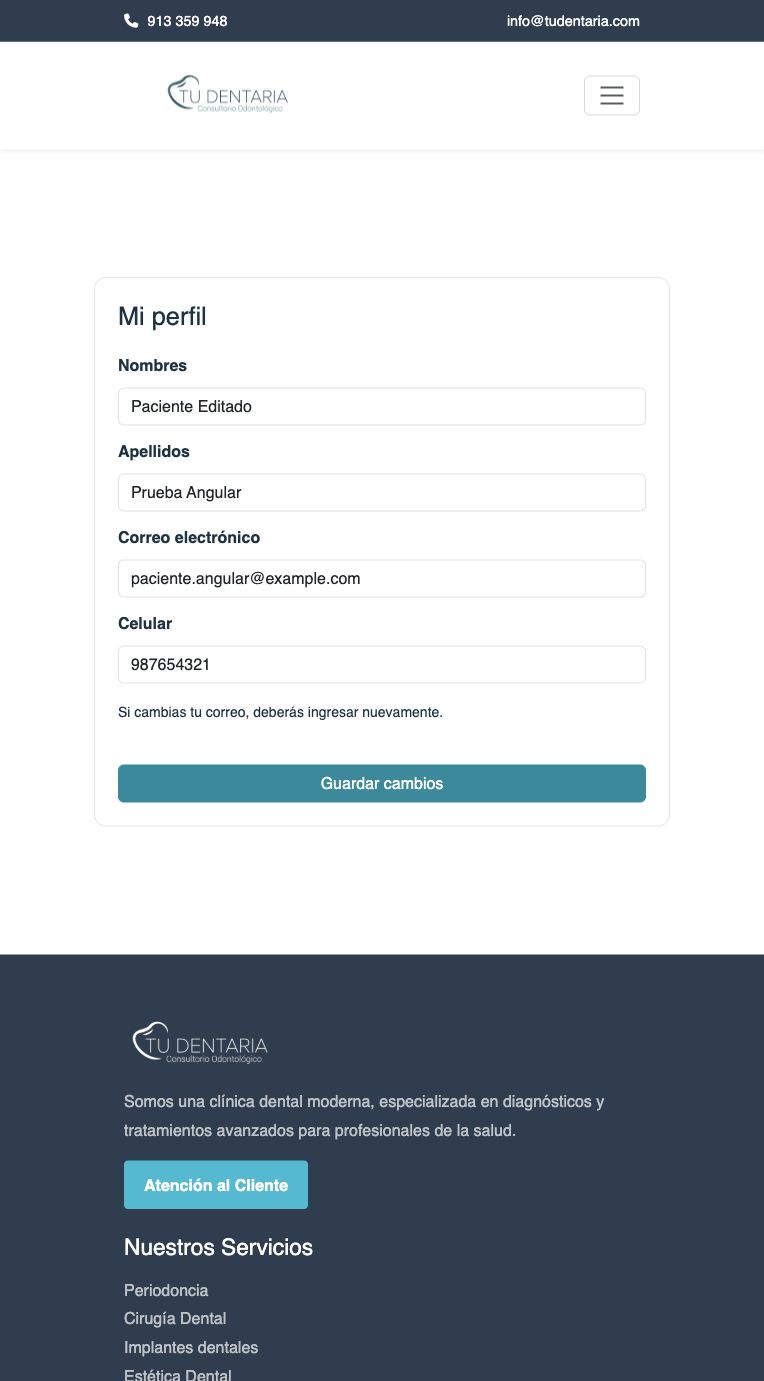 913 359 948
info@tudentaria.com
TU DENTARIA
Consultorio Odontológico
Mi perfil
Nombres
Paciente Editado
Apellidos
Prueba Angular
Correo electrónico
paciente.angular@example.com
Celular
987654321
Si cambias tu correo, deberás ingresar nuevamente.
Guardar cambios
TU DENTARIA
Consultorio Odontológico
Somos una clínica dental moderna, especializada en diagnósticos y
tratamientos avanzados para profesionales de la salud.
Atención al Cliente
Nuestros Servicios
Periodoncia
Cirugía Dental
Implantes dentales
Estética Dental